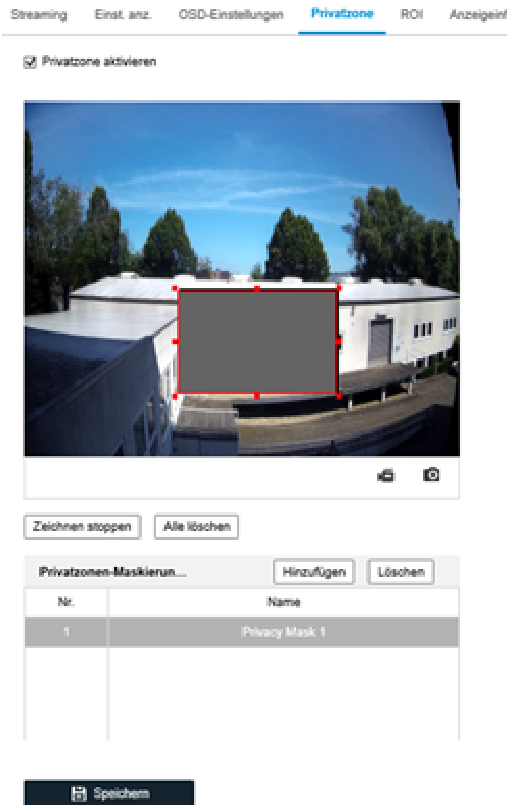 Streaming Einst. anz. OSD-Einstellungen Privatzone ROI Anzeigeinf
Privatzone aktivieren
Zeichnen stoppen Alle löschen
Privatzonen-Maskierun... Hinzufügen Löschen
Nr. Name
1 Privacy Mask 1
Speichern